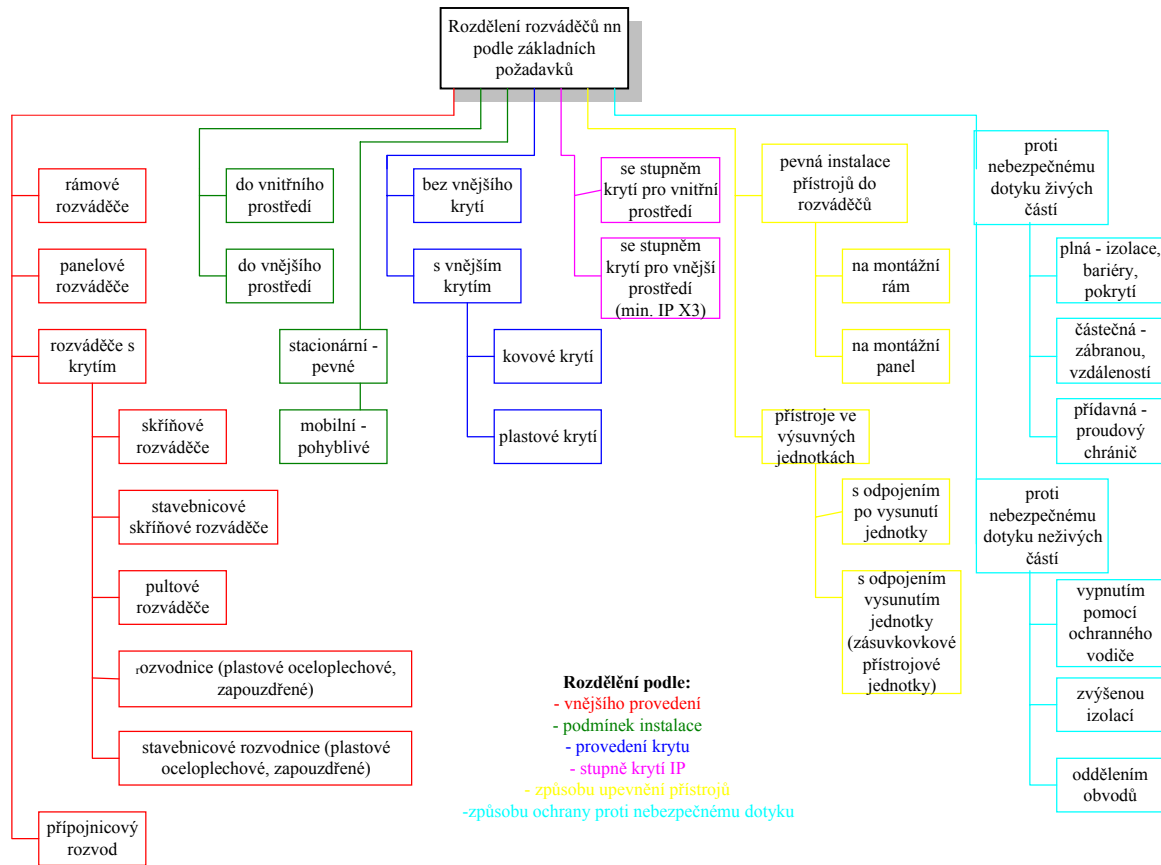 Rozdělení rozváděčů nn
podle základních
požadavků
rámové
rozváděče
panelové
rozváděče
rozváděče s
krytím
skříňové
rozváděče
stavebnicové
skříňové rozváděče
pultové
rozváděče
rozvodnice (plastové oceloplechové,
zapouzdřené)
stavebnicové rozvodnice (plastové
oceloplechové, zapouzdřené)
přípojnicový
rozvod
do vnitřního
prostředí
do vnějšího
prostředí
stacionární -
pevné
mobilní -
pohyblivé
bez vnějšího
krytí
s vnějším
krytím
kovové krytí
plastové krytí
se stupněm
krytí pro vnitřní
prostředí
se stupněm
krytí pro vnější
prostředí
(min. IP X3)
pevná instalace
přístrojů do
rozváděčů
na montážní
rám
na montážní
panel
přístroje ve
výsuvných
jednotkách
s odpojením
po vysunutí
jednotky
s odpojením
vysunutím
jednotky
(zásuvkovkové
přístrojové
jednotky)
proti
nebezpečnému
dotyku živých
částí
plná - izolace,
bariéry,
pokrytí
částečná -
zábranou,
vzdáleností
přídavná -
proudový
chránič
proti
nebezpečnému
dotyku neživých
částí
vypnutím
pomocí
ochranného
vodiče
zvýšenou
izolací
oddělením
obvodů
Rozdělění podle:
- vnějšího provedení
- podmínek instalace
- provedení krytu
- stupně krytí IP
- způsobu upevnění přístrojů
-způsobu ochrany proti nebezpečnému dotyku